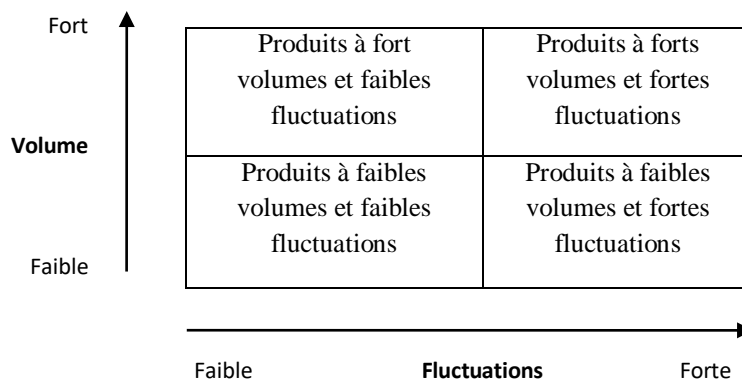 Fort
Produits à fort
volumes et faibles
fluctuations
Produits à forts
volumes et fortes
fluctuations
Volume
Produits à faibles
volumes et faibles
fluctuations
Produits à faibles
volumes et fortes
fluctuations
Faible
Faible
Fluctuations
Forte